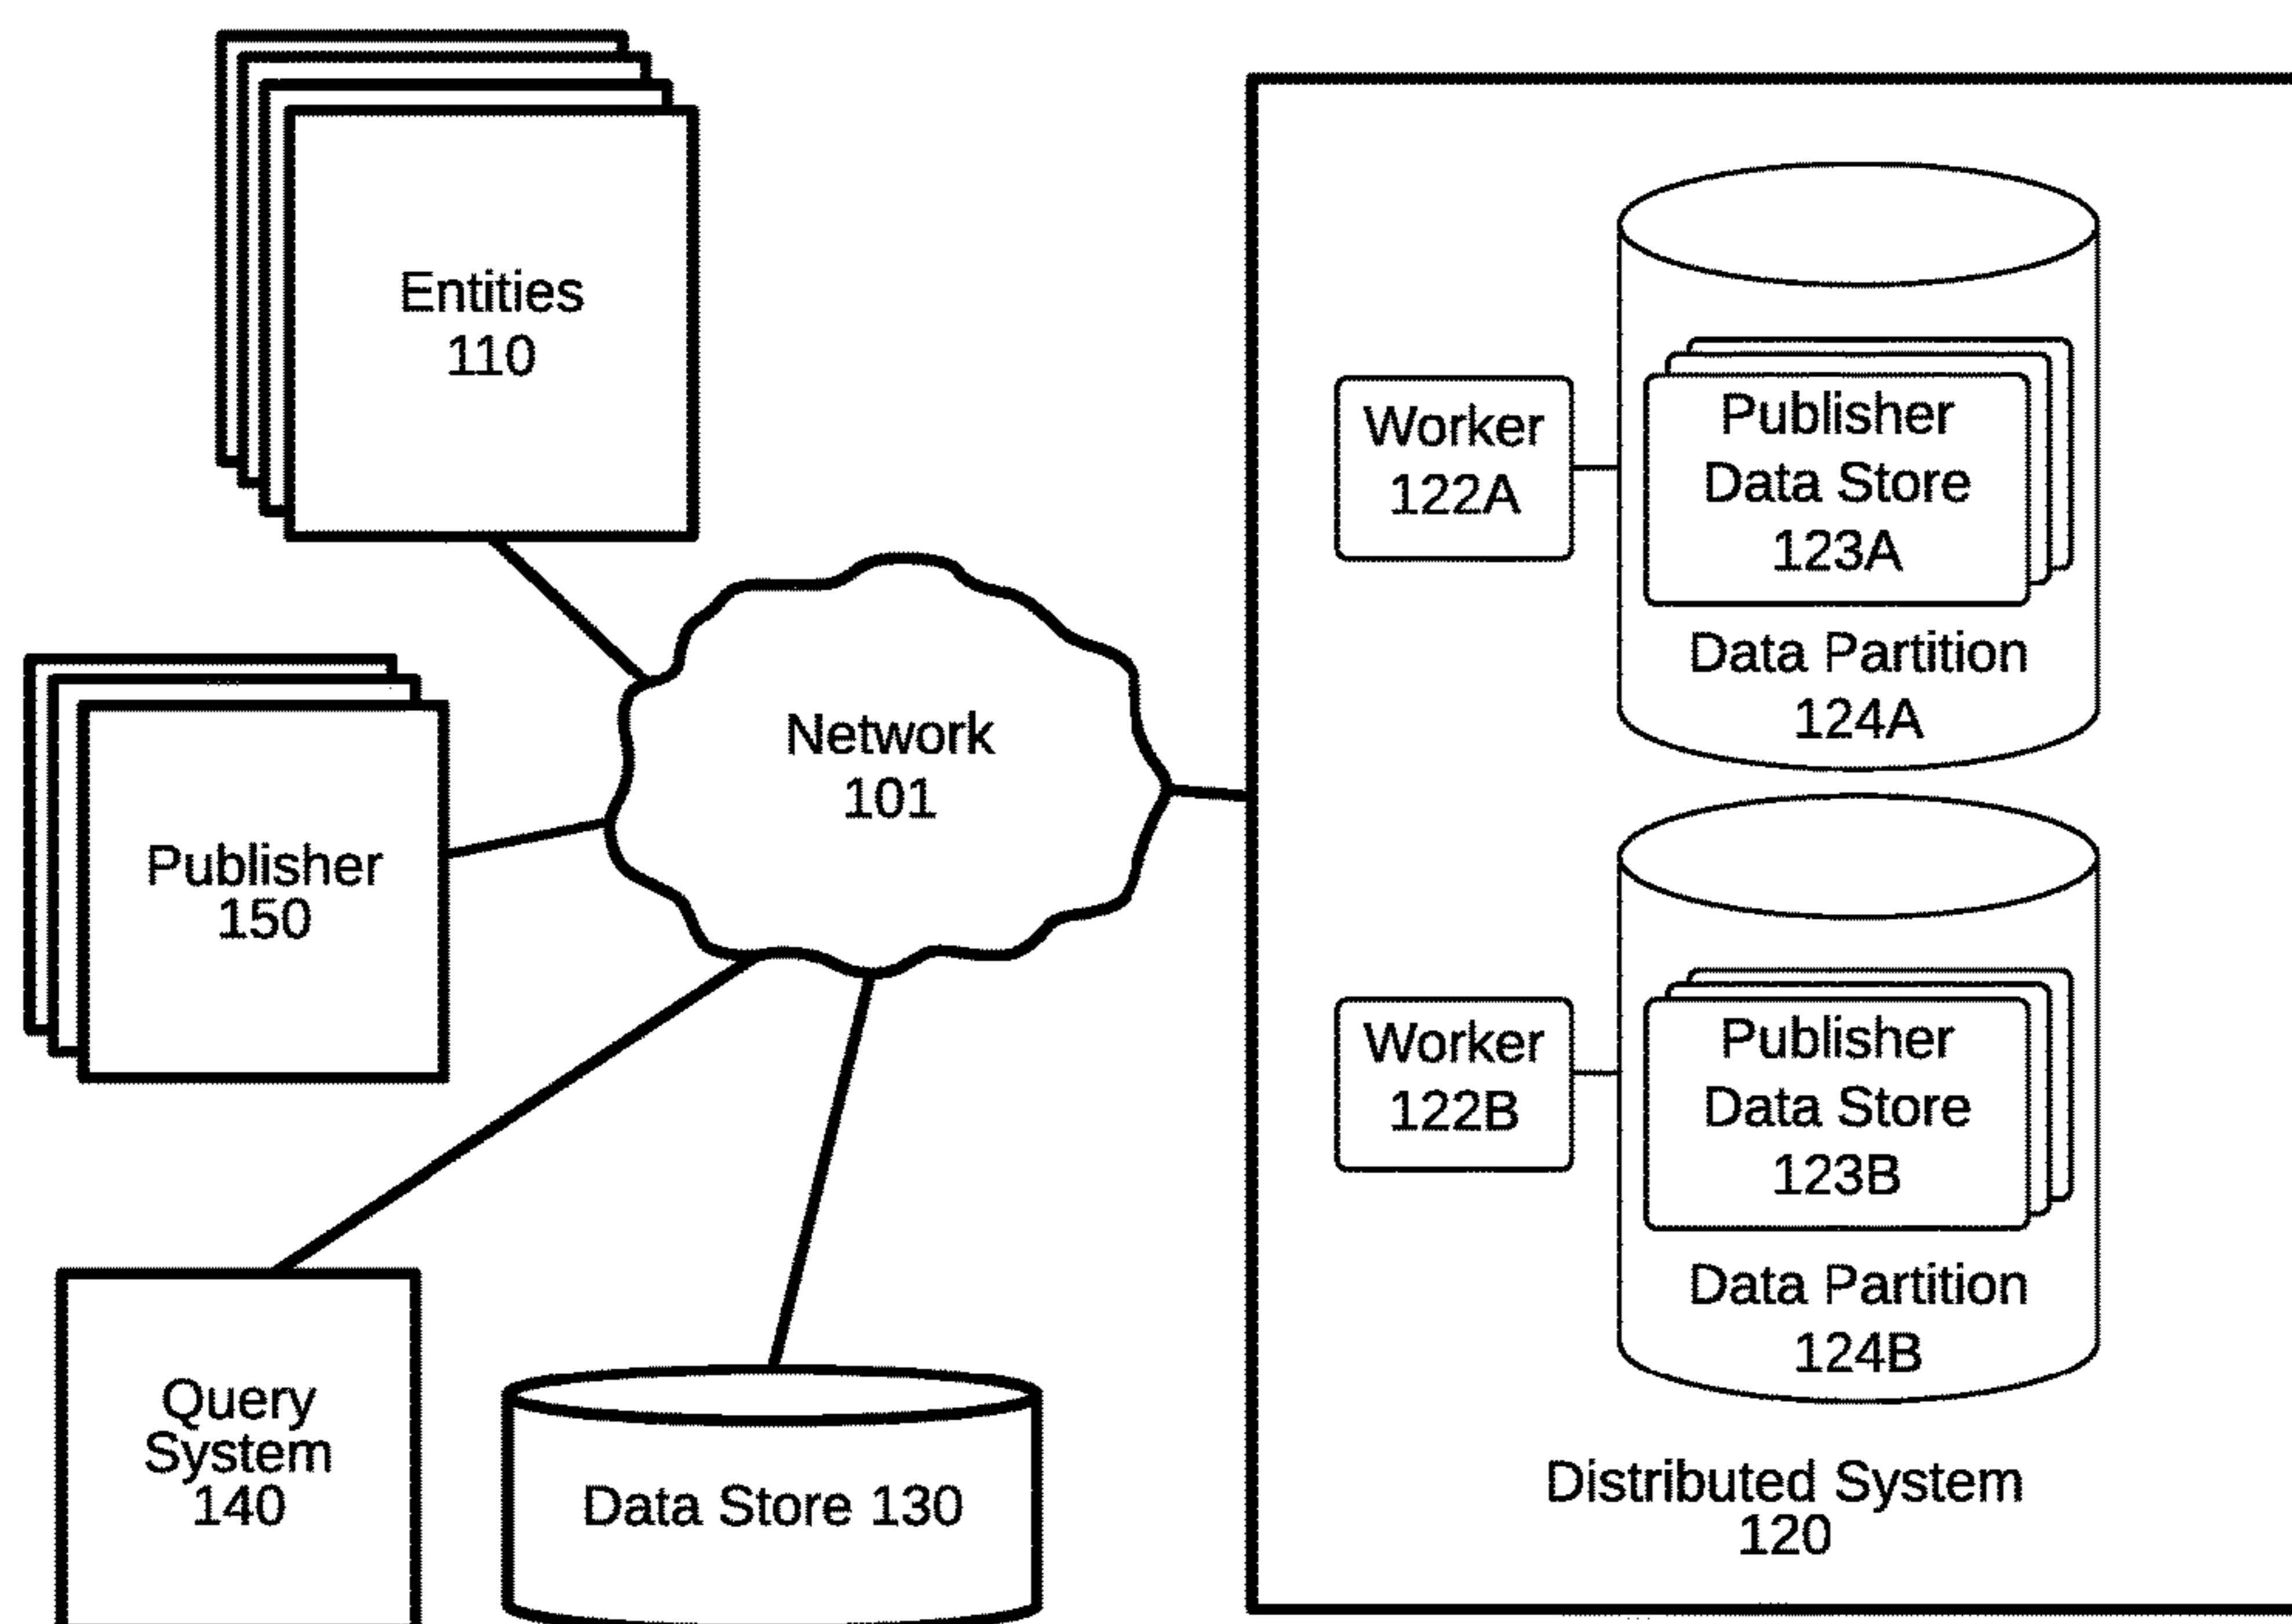 Entities
110
Publisher
150
Network
101
Query
System
140
Data Store 130
Worker
122A
Publisher
Data Store
123A
Data Partition
124A
Worker
122B
Publisher
Data Store
123B
Data Partition
124B
Distributed System
120